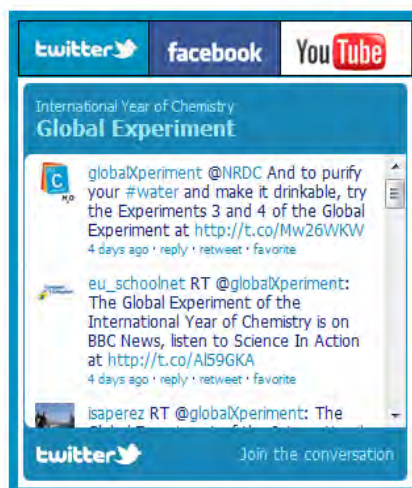 twitter facebook YouTube
International Year of Chemistry
Global Experiment
globalXperiment @NRDC And to purify
your #water and make it drinkable, try
the Experiments 3 and 4 of the Global
Experiment at http://t.co/Mw26WKW
4 days ago · reply · retweet · favorite
eu_schoolnet RT @globalXperiment:
The Global Experiment of the
International Year of Chemistry is on
BBC News, listen to Science In Action
at http://t.co/Al59GKA
4 days ago · reply · retweet · favorite
isaperez RT @globalXperiment: The
twitter Join the conversation